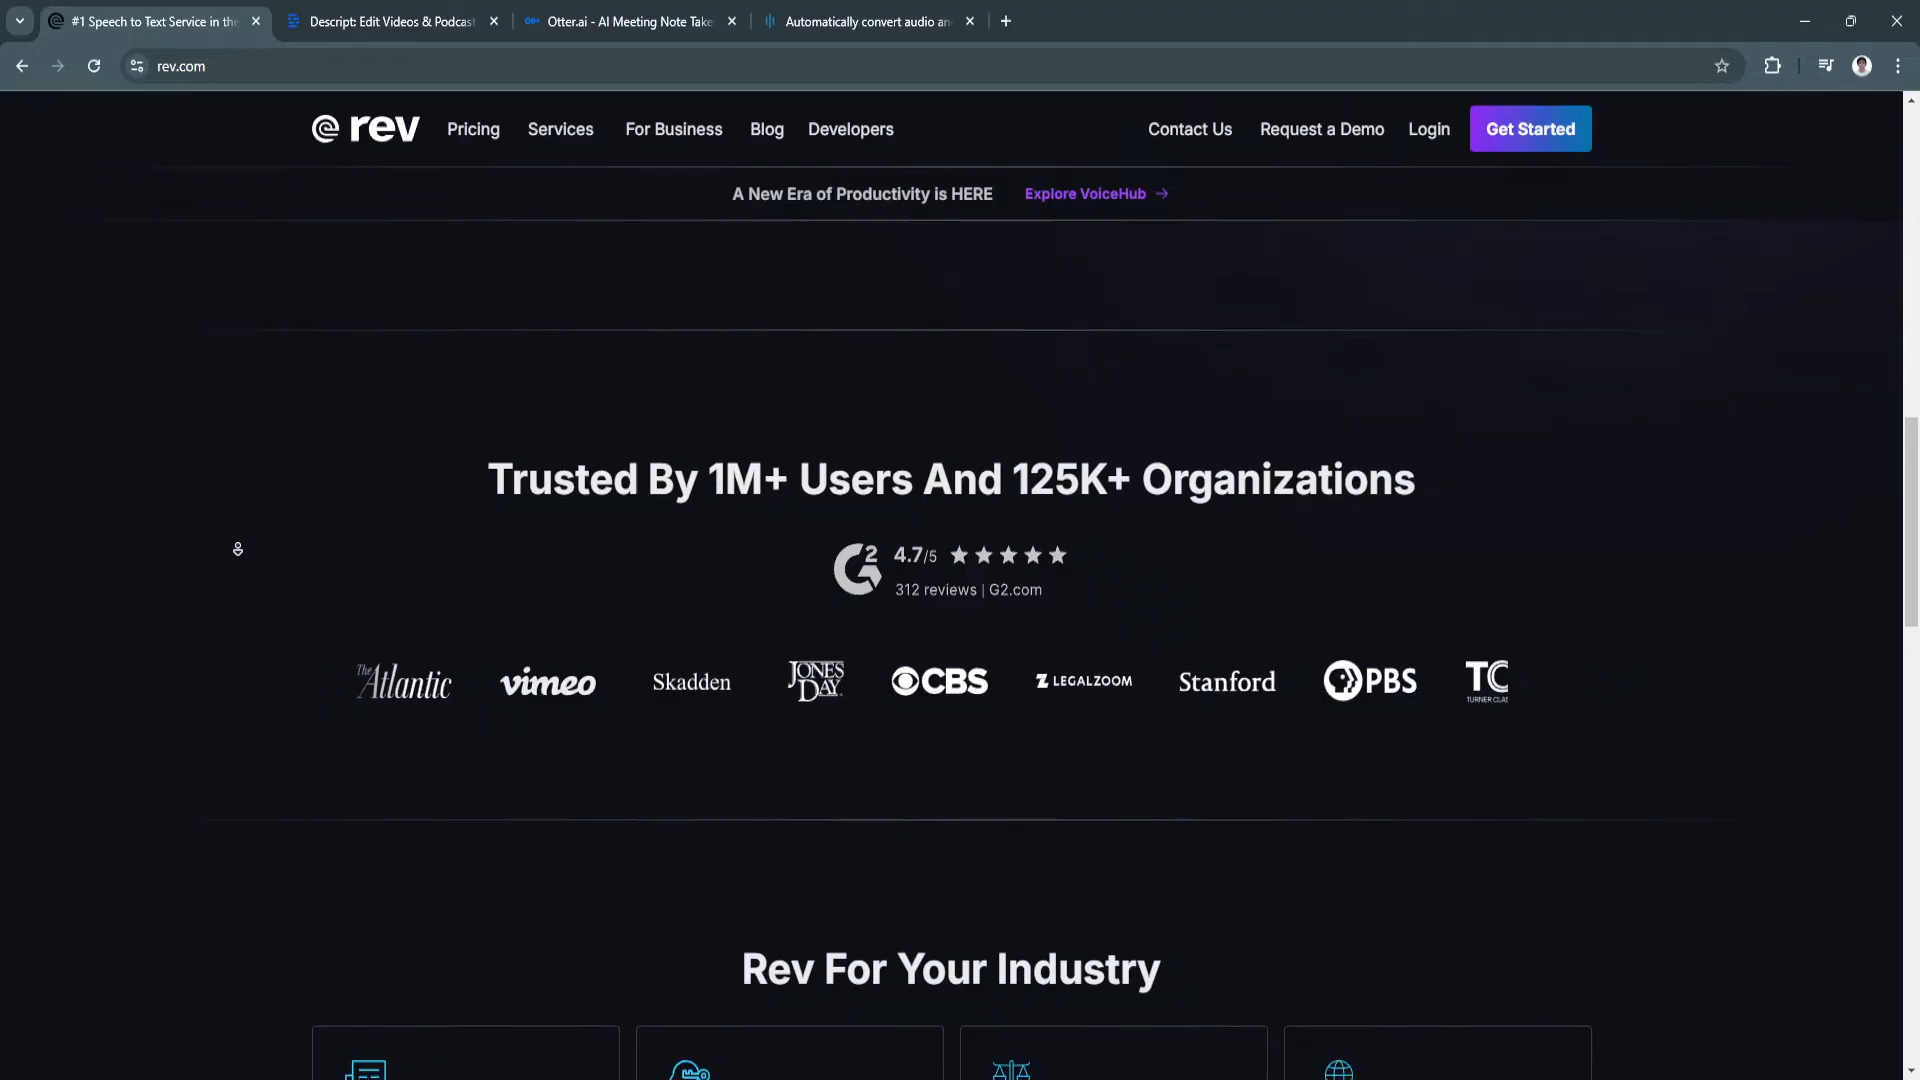 #1 Speech to Text Service in the
Descript: Edit Videos & Podcast
Otter.ai - AI Meeting Note Take
Automatically convert audio an
rev.com
rev
Pricing
Services
For Business
Blog
Developers
Contact Us
Request a Demo
Login
Get Started
A New Era of Productivity is HERE
Explore VoiceHub →
Trusted By 1M+ Users And 125K+ Organizations
G2
4.7/5
312 reviews | G2.com
The Atlantic
vimeo
Skadden
JONES DAY.
CBS
LEGALZOOM
Stanford
PBS
TC
TURNER CLAS
Rev For Your Industry